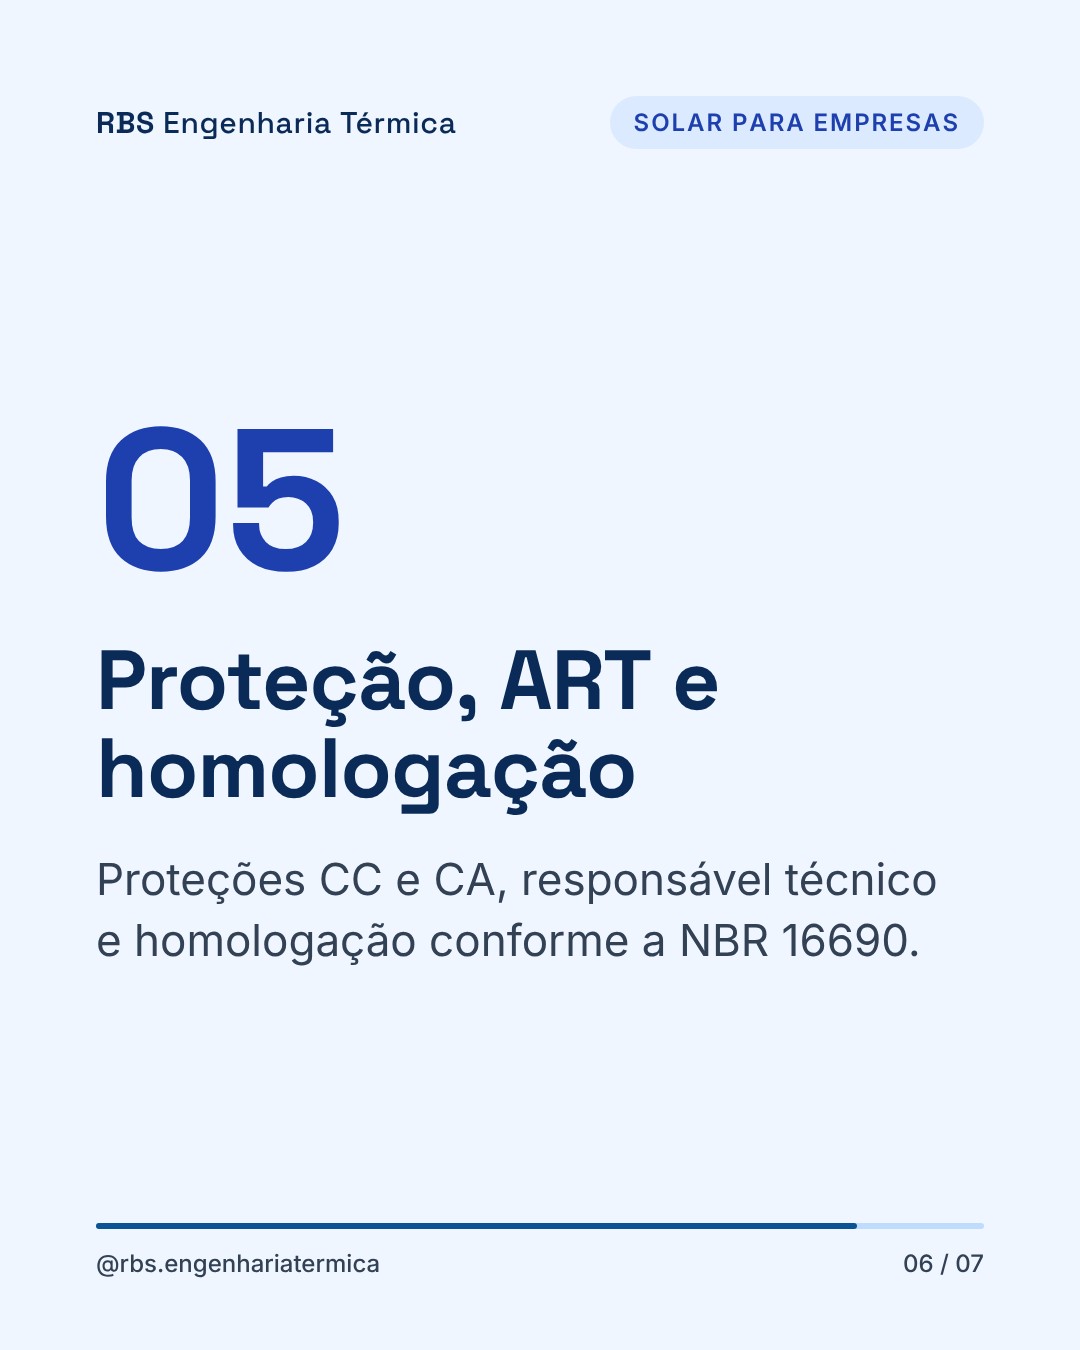 RBS Engenharia Térmica
SOLAR PARA EMPRESAS
05
Proteção, ART e
homologação
Proteções CC e CA, responsável técnico
e homologação conforme a NBR 16690.
@rbs.engenhariatermica
06 / 07